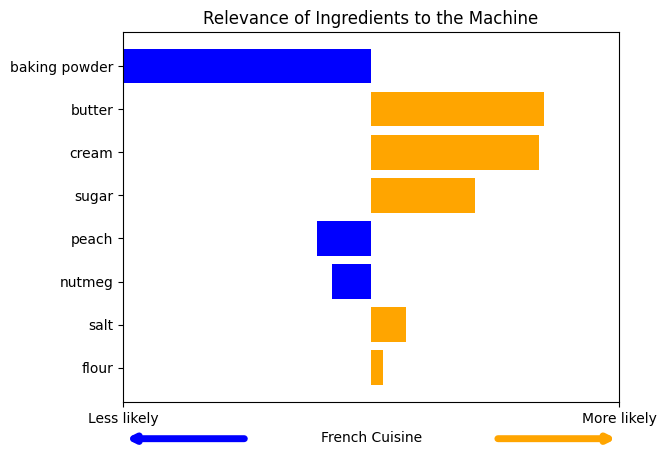 Relevance of Ingredients to the Machine
baking powder
butter
cream
sugar
peach
nutmeg
salt
flour
Less likely
More likely
French Cuisine